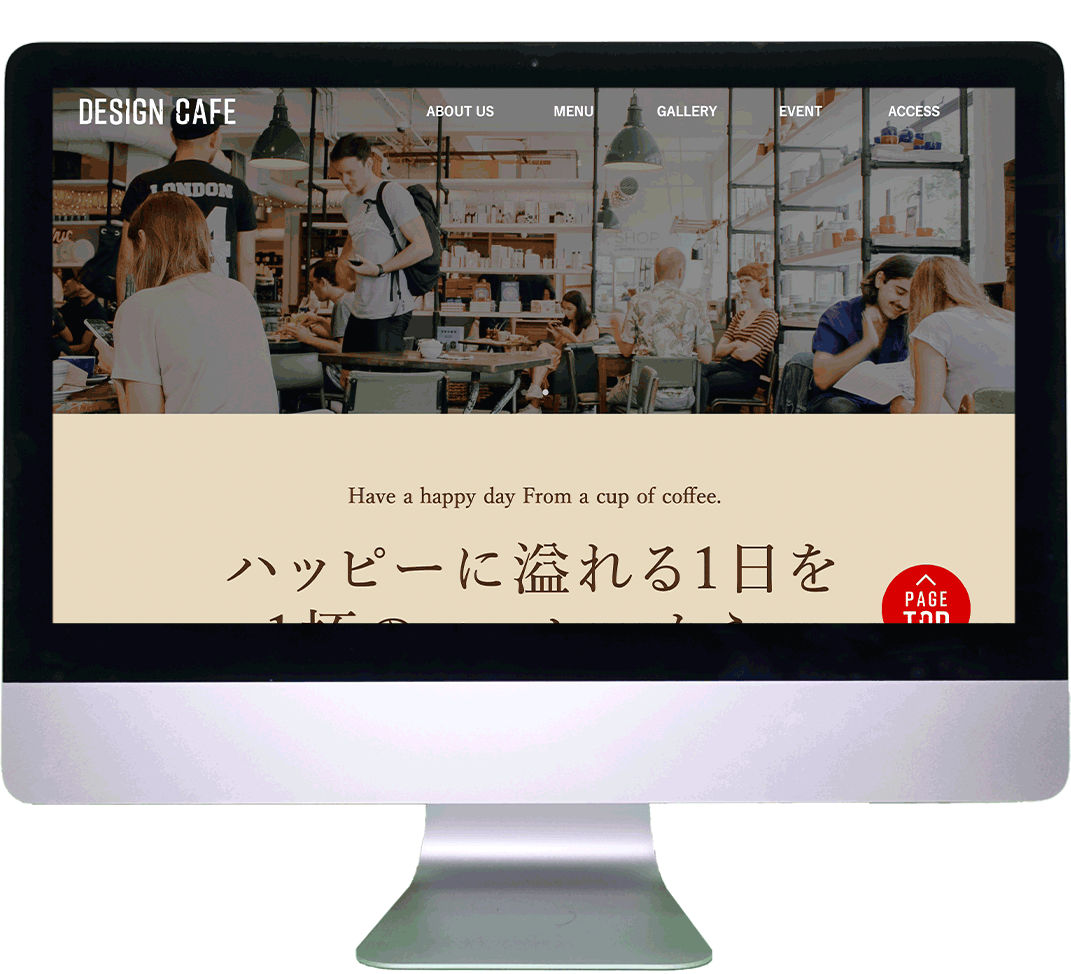 DESIGN CAFE
ABOUT US MENU GALLERY EVENT ACCESS
LONDON
SHOP
Have a happy day From a cup of coffee.
ハッピーに溢れる1日を
PAGE
TOP